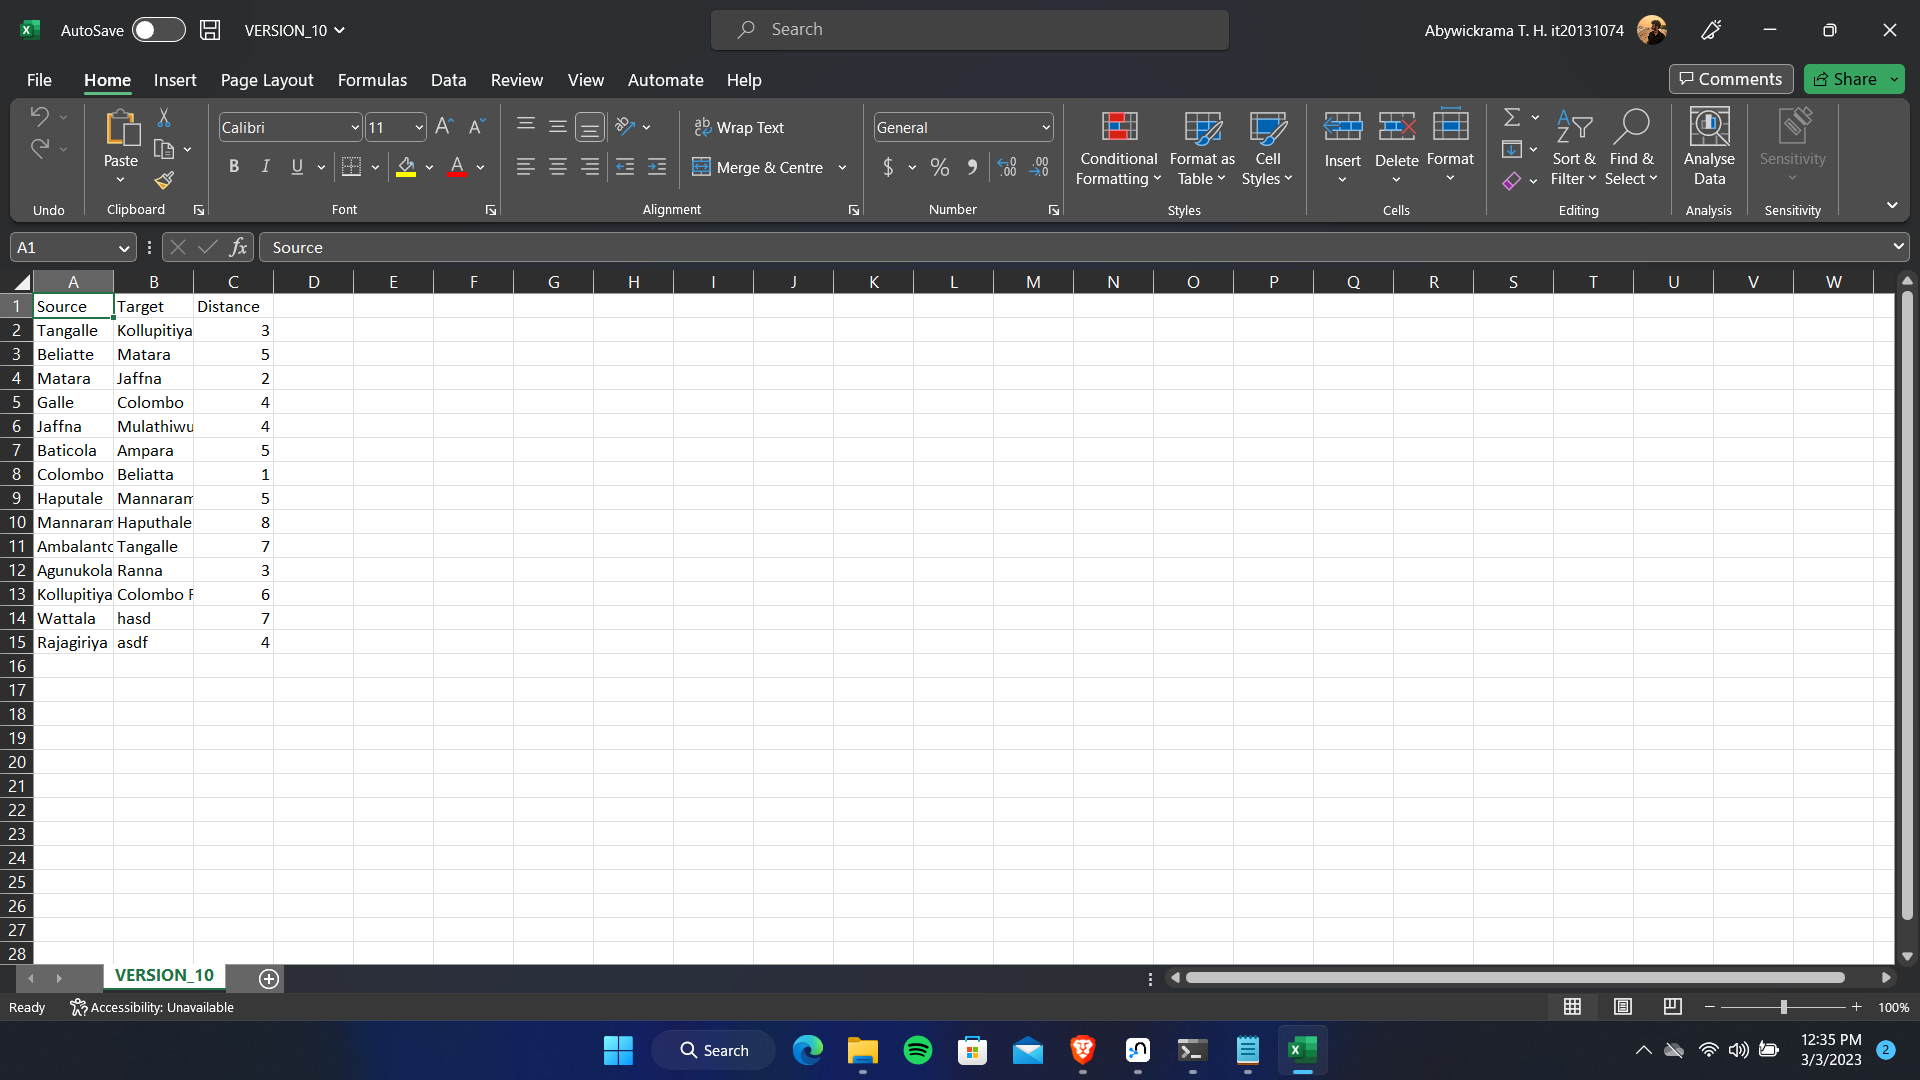 AutoSave VERSION_10 Search Abywickrama T. H. it20131074
File Home Insert Page Layout Formulas Data Review View Automate Help Comments Share
Paste Calibri 11 Wrap Text Merge & Centre General Conditional Formatting Format as Table Cell Styles Insert Delete Format Sort & Filter Find & Select Analyse Data Sensitivity
Undo Clipboard Font Alignment Number Styles Cells Editing Analysis Sensitivity
A1 fx Source
A B C D E F G H I J K L M N O P Q R S T U V W
1 Source Target Distance
2 Tangalle Kollupitiya 3
3 Beliatte Matara 5
4 Matara Jaffna 2
5 Galle Colombo 4
6 Jaffna Mulathiwu 4
7 Baticola Ampara 5
8 Colombo Beliatta 1
9 Haputale Mannaram 5
10 Mannaram Haputhale 8
11 Ambalanto Tangalle 7
12 Agunukola Ranna 3
13 Kollupitiya Colombo F 6
14 Wattala hasd 7
15 Rajagiriya asdf 4
16
17
18
19
20
21
22
23
24
25
26
27
28
VERSION_10
Ready Accessibility: Unavailable 100%
Search 12:35 PM
3/3/2023 2